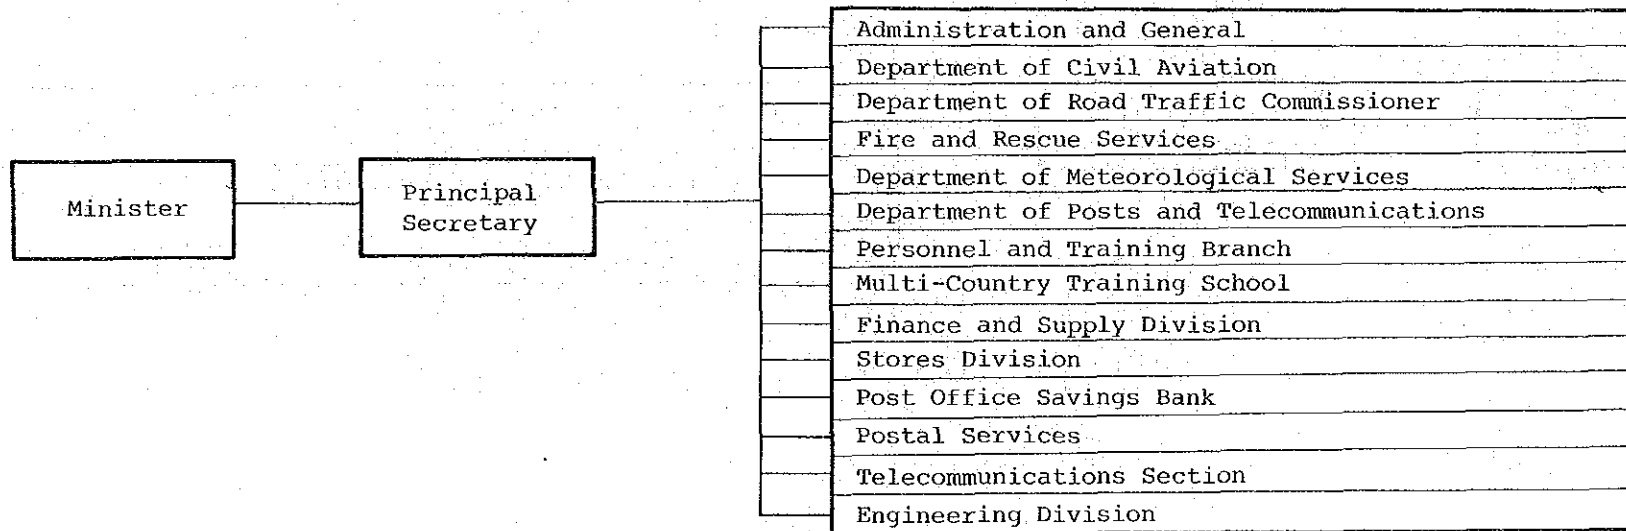 Minister
Principal
Secretary
Administration and General
Department of Civil Aviation
Department of Road Traffic Commissioner
Fire and Rescue Services
Department of Meteorological Services
Department of Posts and Telecommunications
Personnel and Training Branch
Multi-Country Training School
Finance and Supply Division
Stores Division
Post Office Savings Bank
Postal Services
Telecommunications Section
Engineering Division